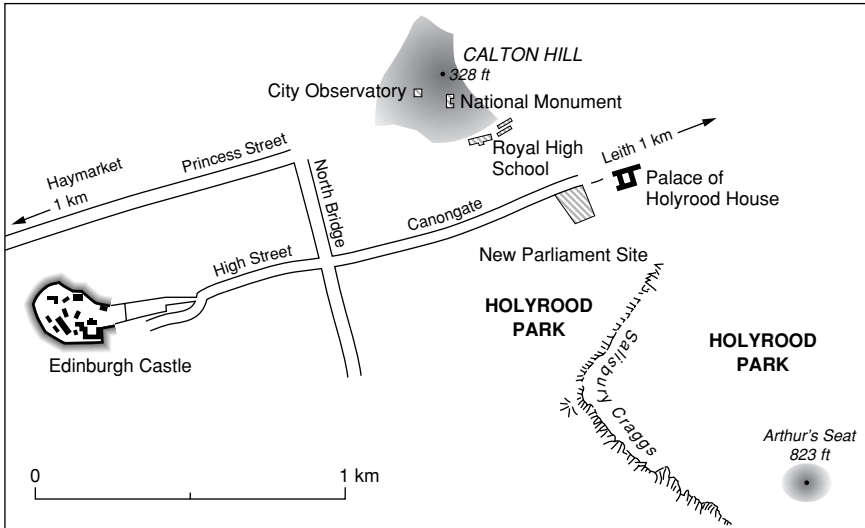 CALTON HILL
328 ft
City Observatory
National Monument
Royal High
School
Leith 1 km
Palace of
Holyrood House
Princess Street
Haymarket
1 km
North Bridge
Canongate
High Street
New Parliament Site
Edinburgh Castle
HOLYROOD
PARK
Salisbury Craggs
HOLYROOD
PARK
Arthur's Seat
823 ft
0
1 km